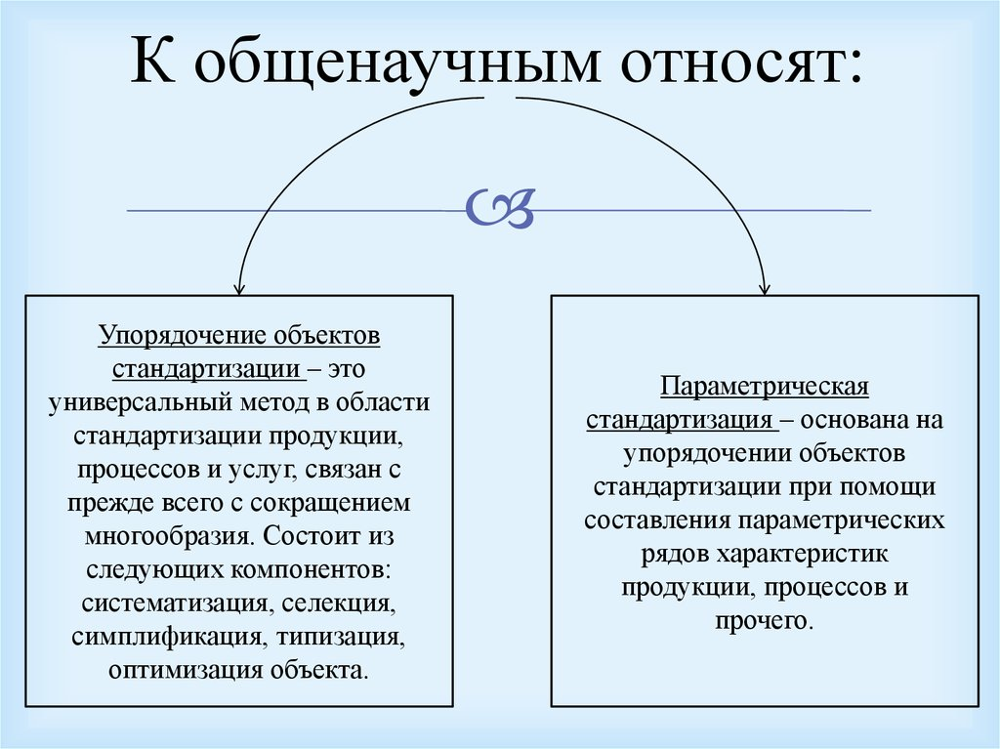 К общенаучным относят:
Упорядочение объектов
стандартизации – это
универсальный метод в области
стандартизации продукции,
процессов и услуг, связан с
прежде всего с сокращением
многообразия. Состоит из
следующих компонентов:
систематизация, селекция,
симплификация, типизация,
оптимизация объекта.
Параметрическая
стандартизация – основана на
упорядочении объектов
стандартизации при помощи
составления параметрических
рядов характеристик
продукции, процессов и
прочего.